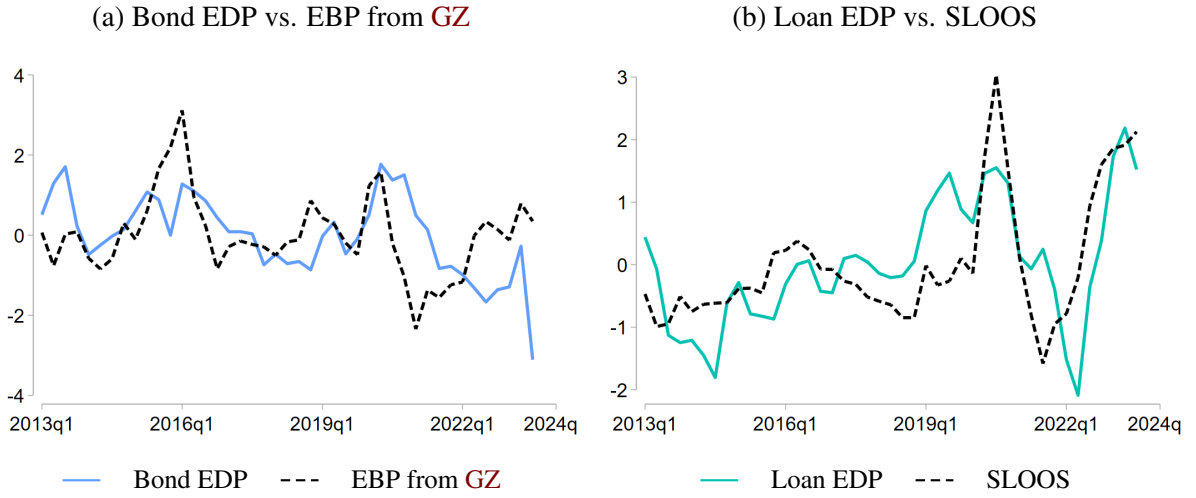 (a) Bond EDP vs. EBP from GZ
4
2
0
-2
-4
2013q1 2016q1 2019q1 2022q1 2024q
Bond EDP EBP from GZ
(b) Loan EDP vs. SLOOS
3
2
1
0
-1
-2
2013q1 2016q1 2019q1 2022q1 2024q
Loan EDP SLOOS